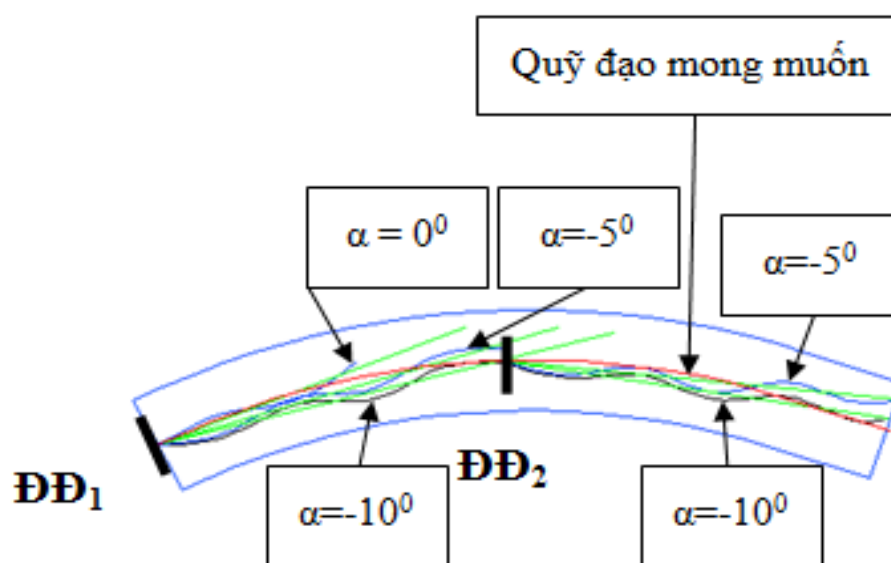 Quỹ đạo mong muốn
α = 0⁰
α=-5⁰
α=-5⁰
ĐĐ₁
ĐĐ₂
α=-10⁰
α=-10⁰